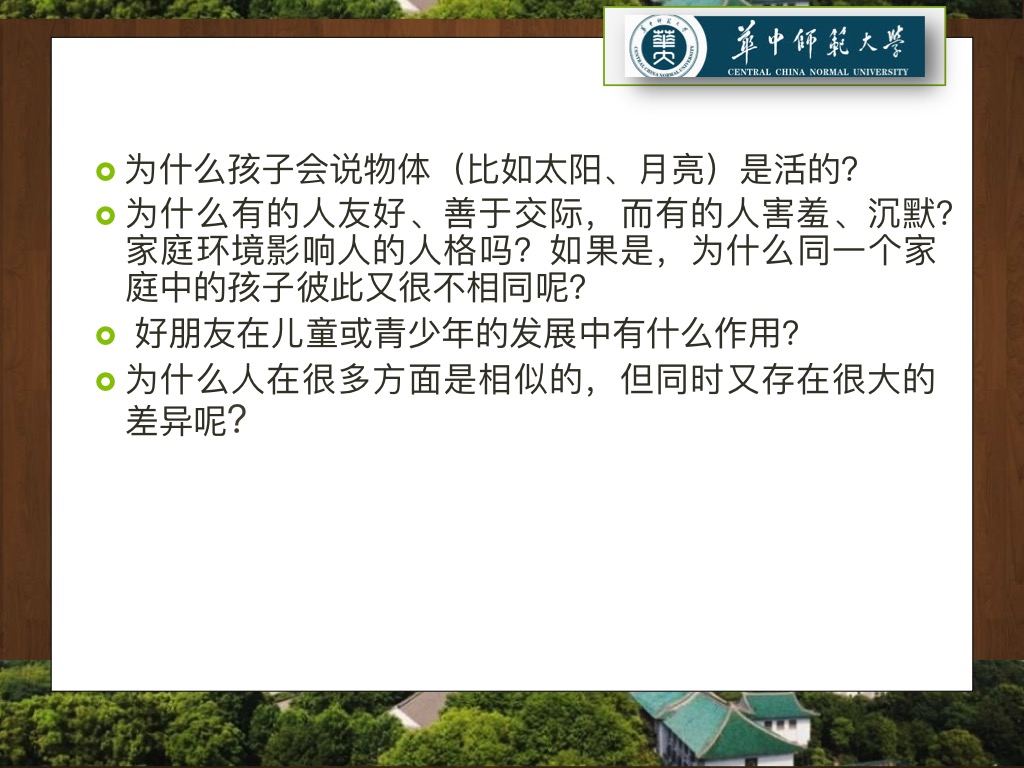 華中師範大學
CENTRAL CHINA NORMAL UNIVERSITY
为什么孩子会说物体（比如太阳、月亮）是活的？
为什么有的人友好、善于交际，而有的人害羞、沉默？
家庭环境影响人的人格吗？如果是，为什么同一个家
庭中的孩子彼此又很不相同呢？
好朋友在儿童或青少年的发展中有什么作用？
为什么人在很多方面是相似的，但同时又存在很大的
差异呢？